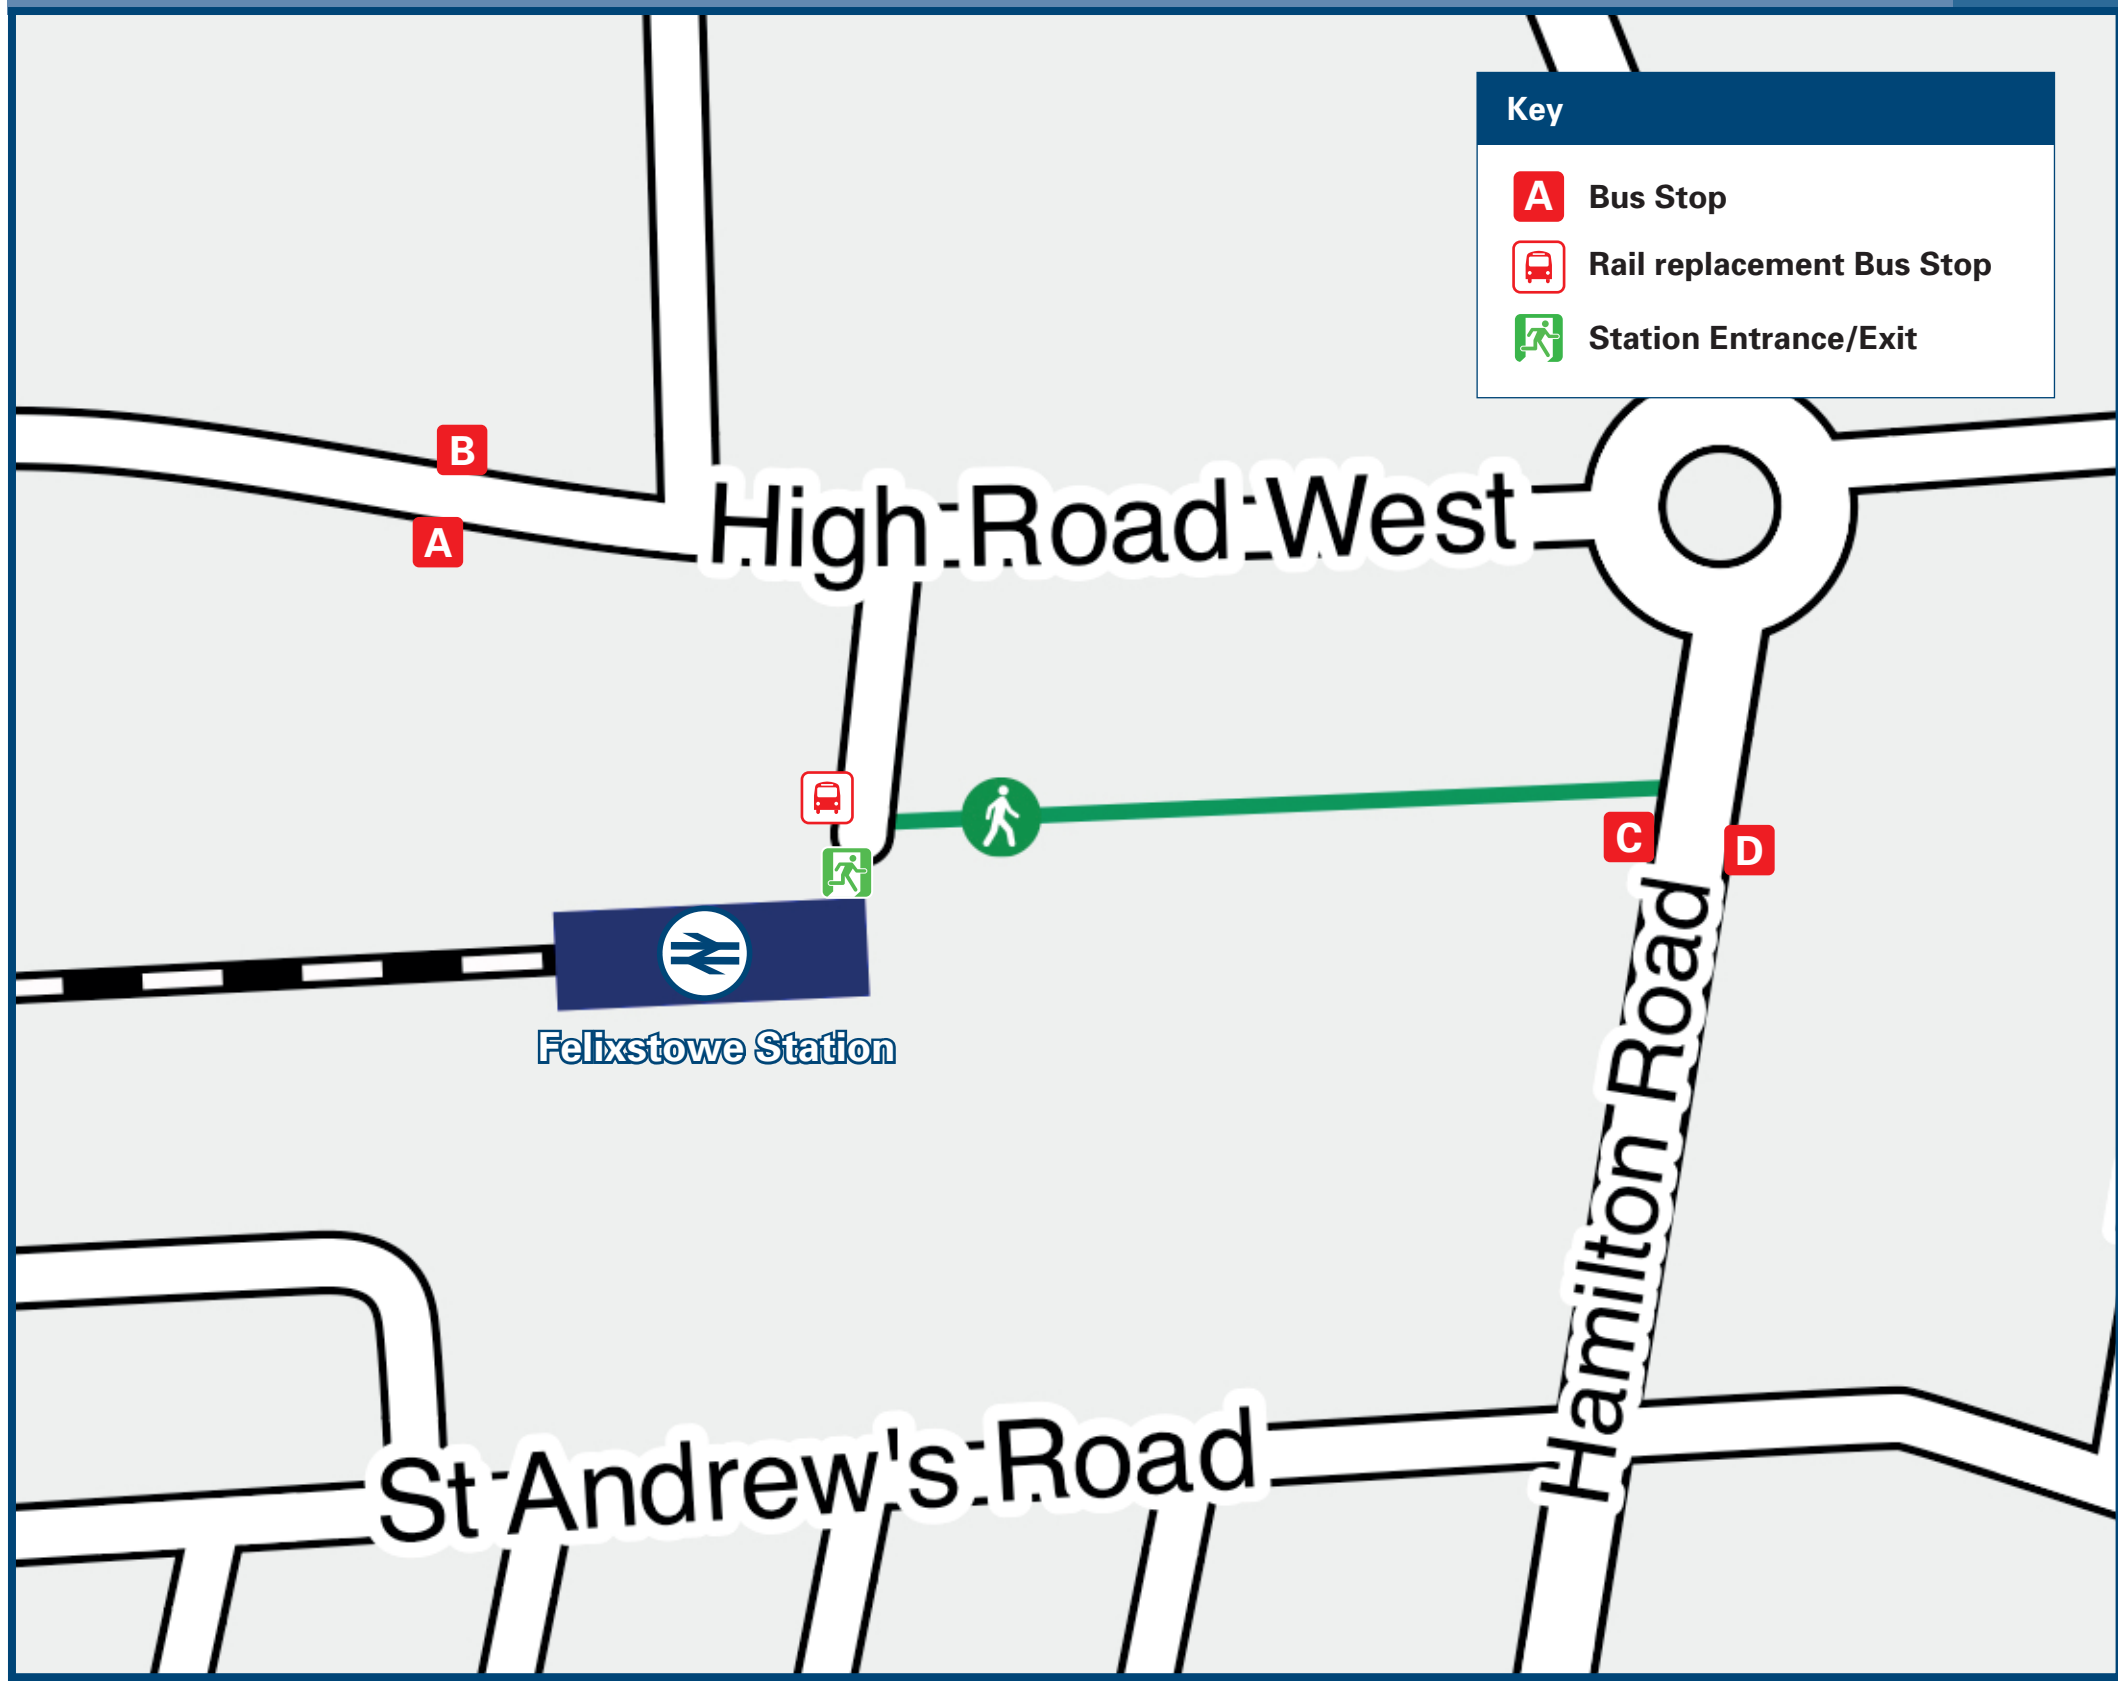 Key
A Bus Stop
Rail replacement Bus Stop
Station Entrance/Exit
B
A
High Road West
C
D
Felixstowe Station
Hamilton Road
St Andrew's Road